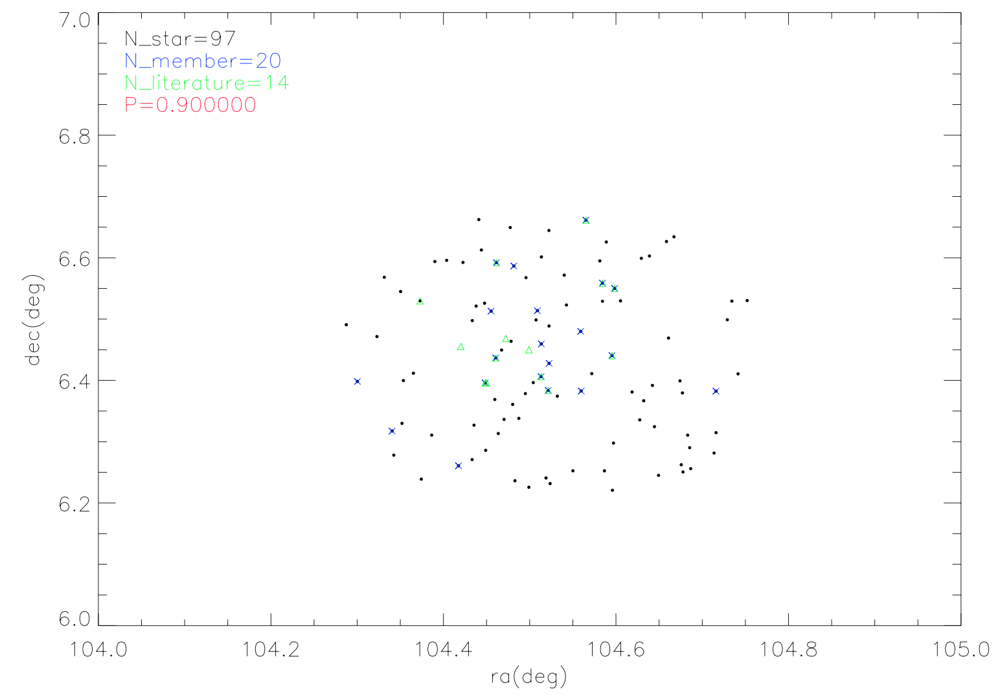 7.0
N_star=97
N_member=20
N_literature=14
P=0.900000
6.8
6.6
dec(deg)
6.4
6.2
6.0
104.0 104.2 104.4 104.6 104.8 105.0
ra(deg)